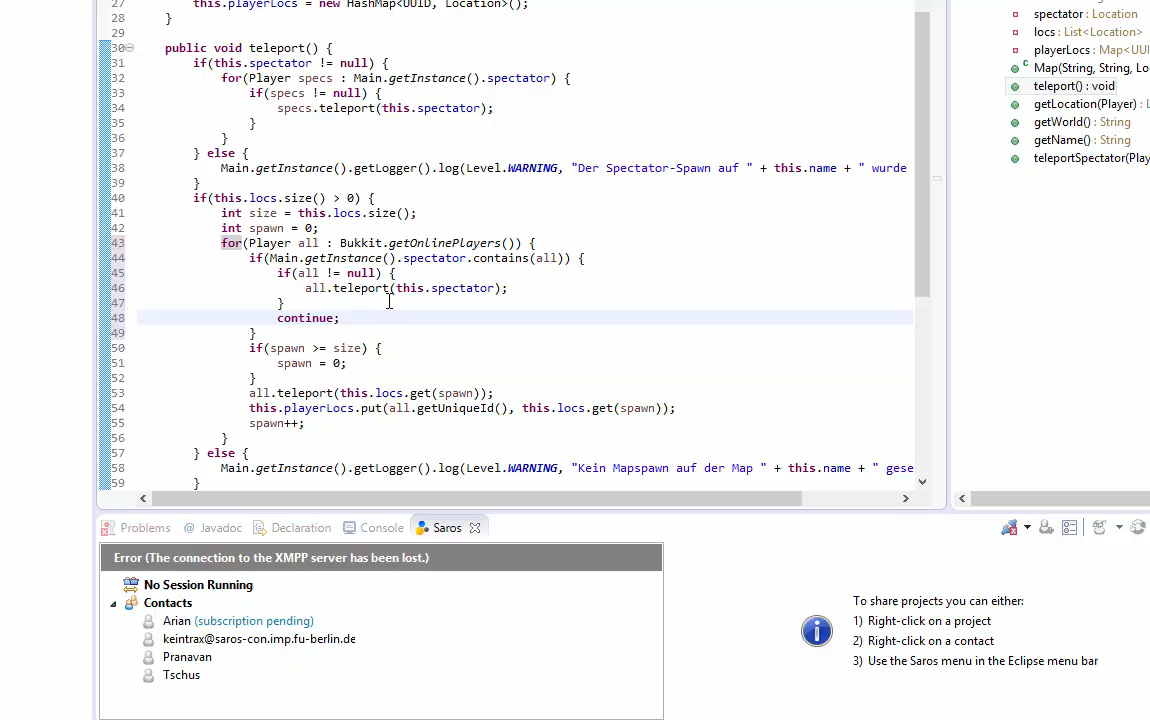 27 this.playerLocs = new HashMap<UUID, Location>();
28 }
29
30 public void teleport() {
31 if(this.spectator != null) {
32 for(Player specs : Main.getInstance().spectator) {
33 if(specs != null) {
34 specs.teleport(this.spectator);
35 }
36 }
37 } else {
38 Main.getInstance().getLogger().log(Level.WARNING, "Der Spectator-Spawn auf " + this.name + " wurde
39 }
40 if(this.locs.size() > 0) {
41 int size = this.locs.size();
42 int spawn = 0;
43 for(Player all : Bukkit.getOnlinePlayers()) {
44 if(Main.getInstance().spectator.contains(all)) {
45 if(all != null) {
46 all.teleport(this.spectator);
47 }
48 continue;
49 }
50 if(spawn >= size) {
51 spawn = 0;
52 }
53 all.teleport(this.locs.get(spawn));
54 this.playerLocs.put(all.getUniqueId(), this.locs.get(spawn));
55 spawn++;
56 }
57 } else {
58 Main.getInstance().getLogger().log(Level.WARNING, "Kein Mapspawn auf der Map " + this.name + " gese
59 }
spectator : Location
locs : List<Location>
playerLocs : Map<UU
C Map(String, String, Lo
teleport() : void
getLocation(Player) : L
getWorld() : String
getName() : String
teleportSpectator(Play
Problems @ Javadoc Declaration Console Saros
Error (The connection to the XMPP server has been lost.)
No Session Running
Contacts
Arian (subscription pending)
keintrax@saros-con.imp.fu-berlin.de
Pranavan
Tschus
To share projects you can either:
1) Right-click on a project
2) Right-click on a contact
3) Use the Saros menu in the Eclipse menu bar